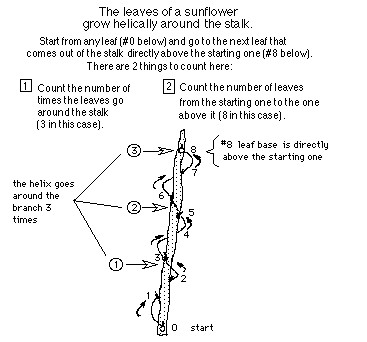 The leaves of a sunflower
grow helically around the stalk.
Start from any leaf (#0 below) and go to the next leaf that
comes out of the stalk directly above the starting one (#8 below).
There are 2 things to count here:
1 Count the number of
times the leaves go
around the stalk
(3 in this case).
2 Count the number of leaves
from the starting one to the one
above it (8 in this case).
#8 leaf base is directly
above the starting one
3
8
7
the helix goes
around the
branch 3
times
6
2
5
4
3
1
2
1
0 start